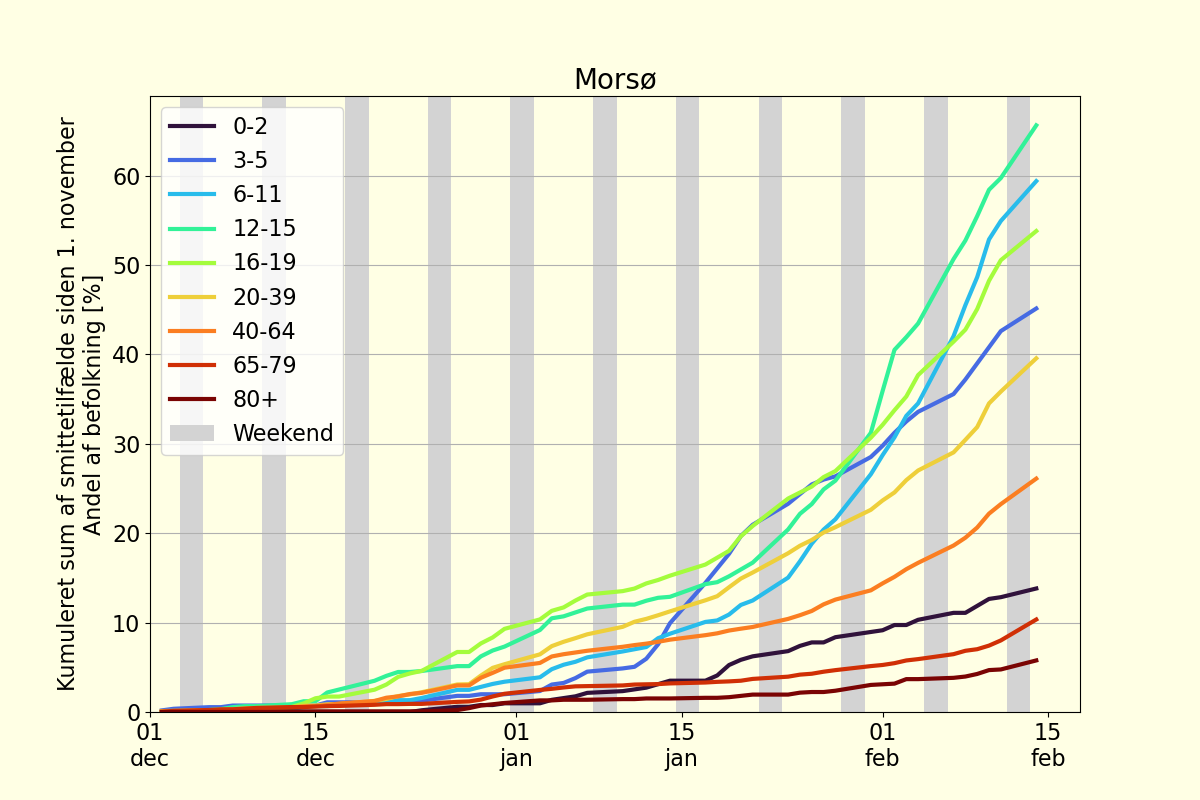 Morsø
Kumuleret sum af smittetilfælde siden 1. november
Andel af befolkning [%]
60
50
40
30
20
10
0
0-2
3-5
6-11
12-15
16-19
20-39
40-64
65-79
80+
Weekend
01 15 01 15 01 15
dec dec jan jan feb feb